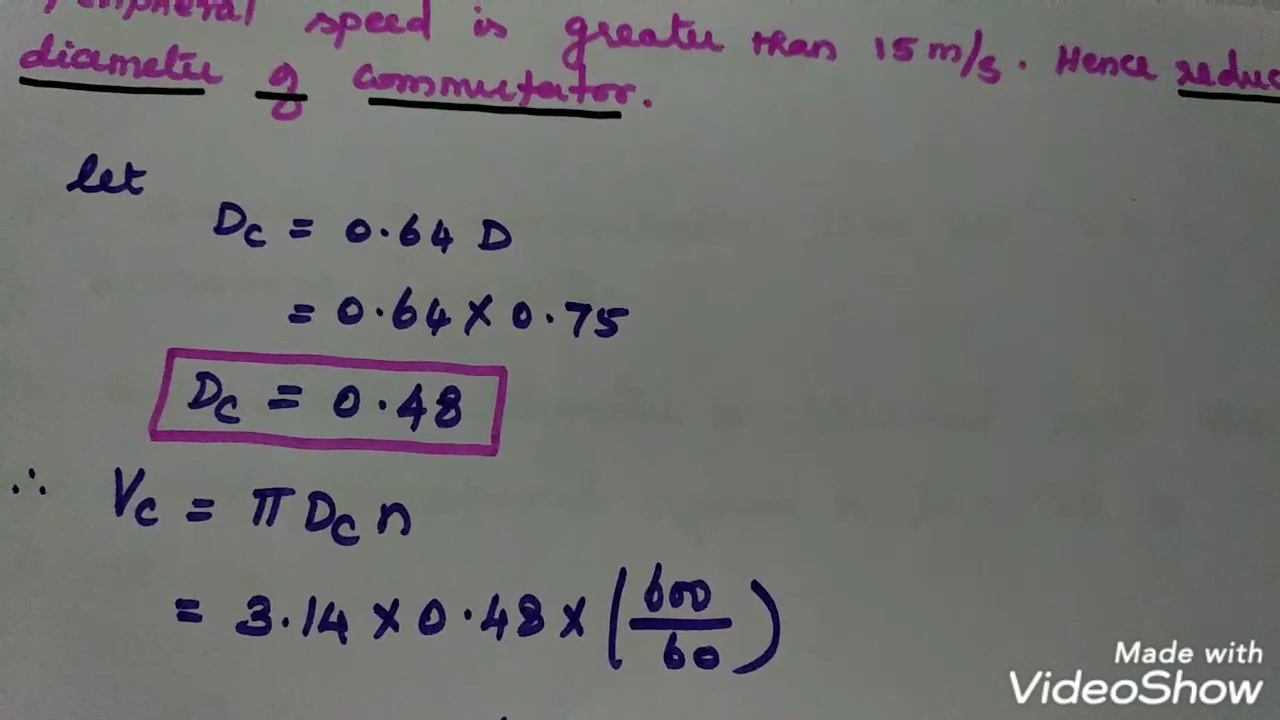 speed is greater than 15 m/s. Hence
diameter of commutator.
let
Dc = 0.64 D
= 0.64 × 0.75
Dc = 0.48
∴ Vc = π Dc n
= 3.14 × 0.48 × (600/60)
Made with
VideoShow